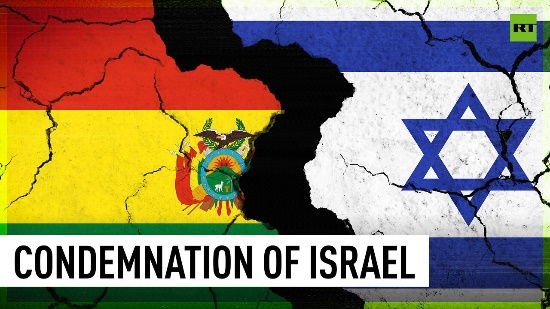 RT
CONDEMNATION OF ISRAEL